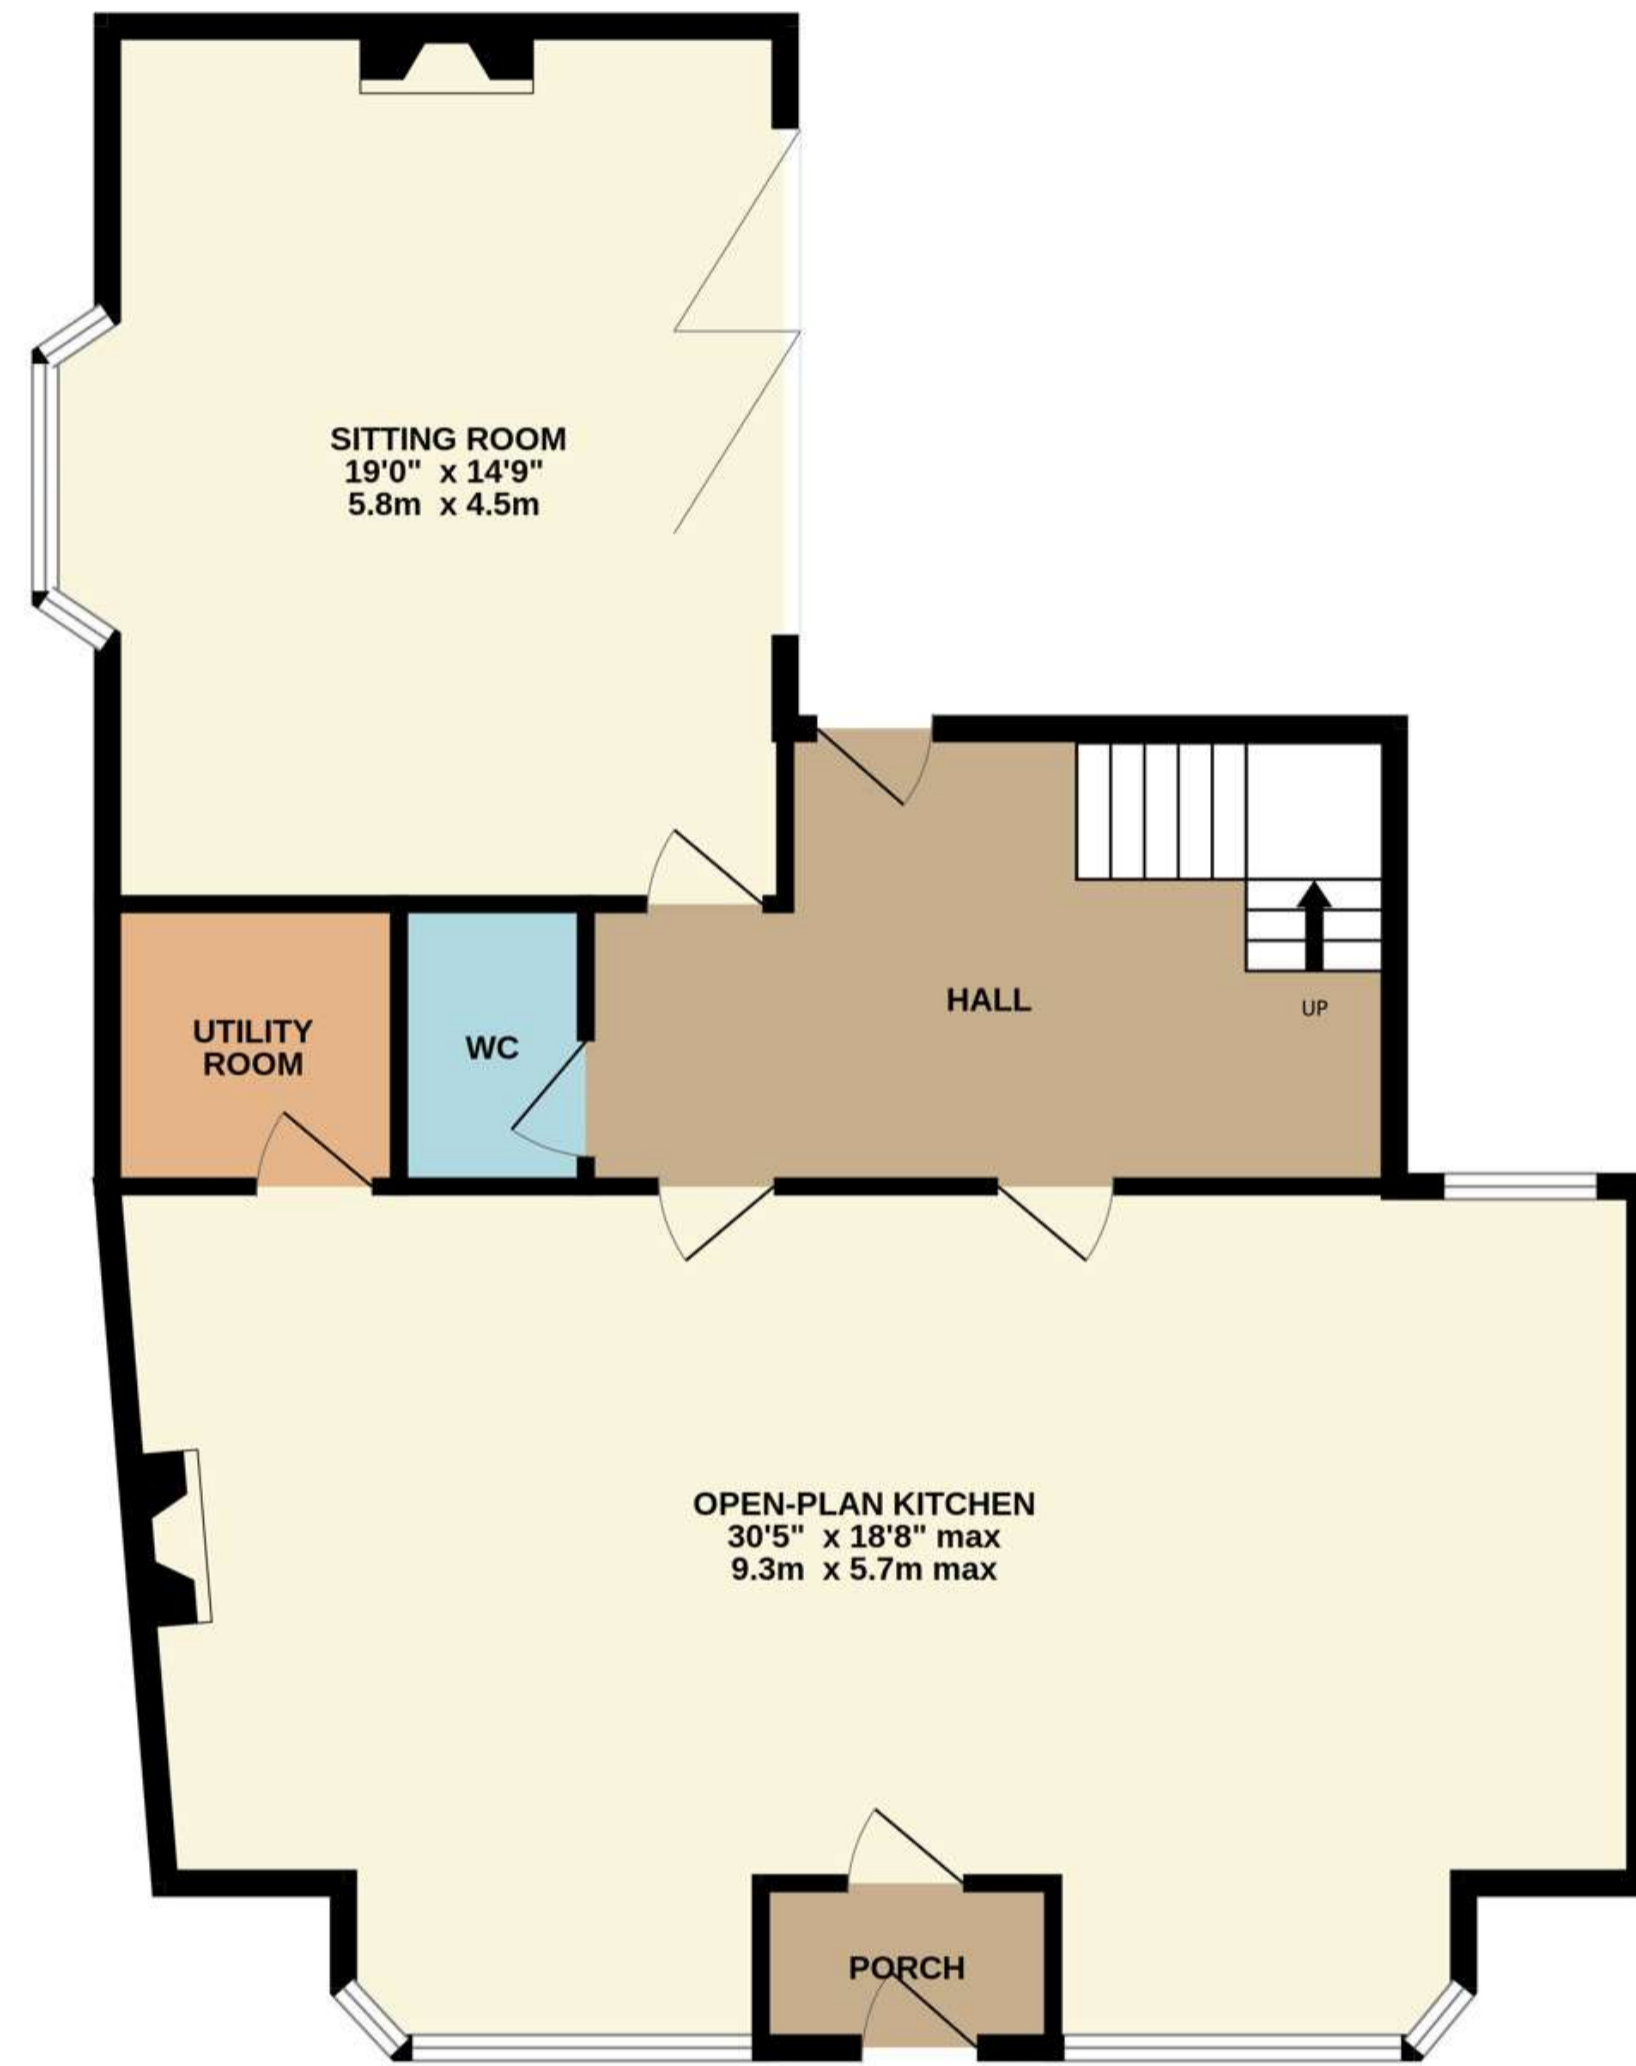 SITTING ROOM
19'0" x 14'9"
5.8m x 4.5m
HALL
UP
UTILITY
ROOM
WC
OPEN-PLAN KITCHEN
30'5" x 18'8" max
9.3m x 5.7m max
PORCH